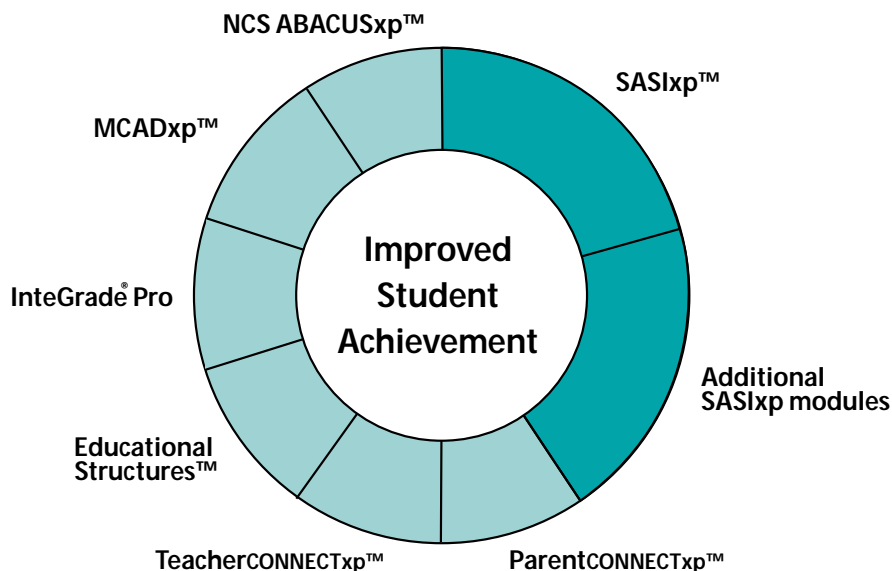 NCS ABACUSxp™
SASIxp™
MCADxp™
Improved
Student
Achievement
InteGrade® Pro
Additional
SASIxp modules
Educational
Structures™
TeacherCONNECTxp™
ParentCONNECTxp™